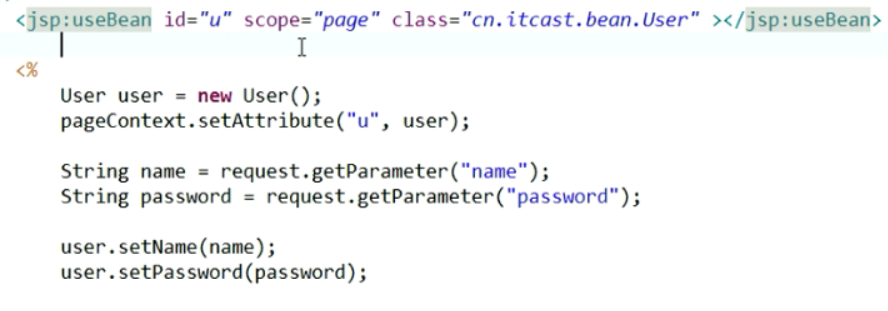 <jsp:useBean id="u" scope="page" class="cn.itcast.bean.User" ></jsp:useBean>
<%
User user = new User();
pageContext.setAttribute("u", user);
String name = request.getParameter("name");
String password = request.getParameter("password");
user.setName(name);
user.setPassword(password);